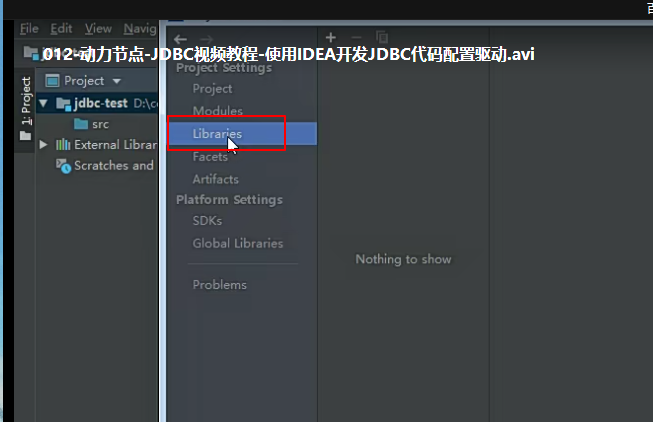 File Edit View Navig
012-动力节点-JDBC视频教程-使用IDEA开发JDBC代码配置驱动.avi
1: Project
Project
jdbc-test D:\c
src
External Librar
Scratches and
Project Settings
Project
Modules
Libraries
Facets
Artifacts
Platform Settings
SDKs
Global Libraries
Problems
Nothing to show